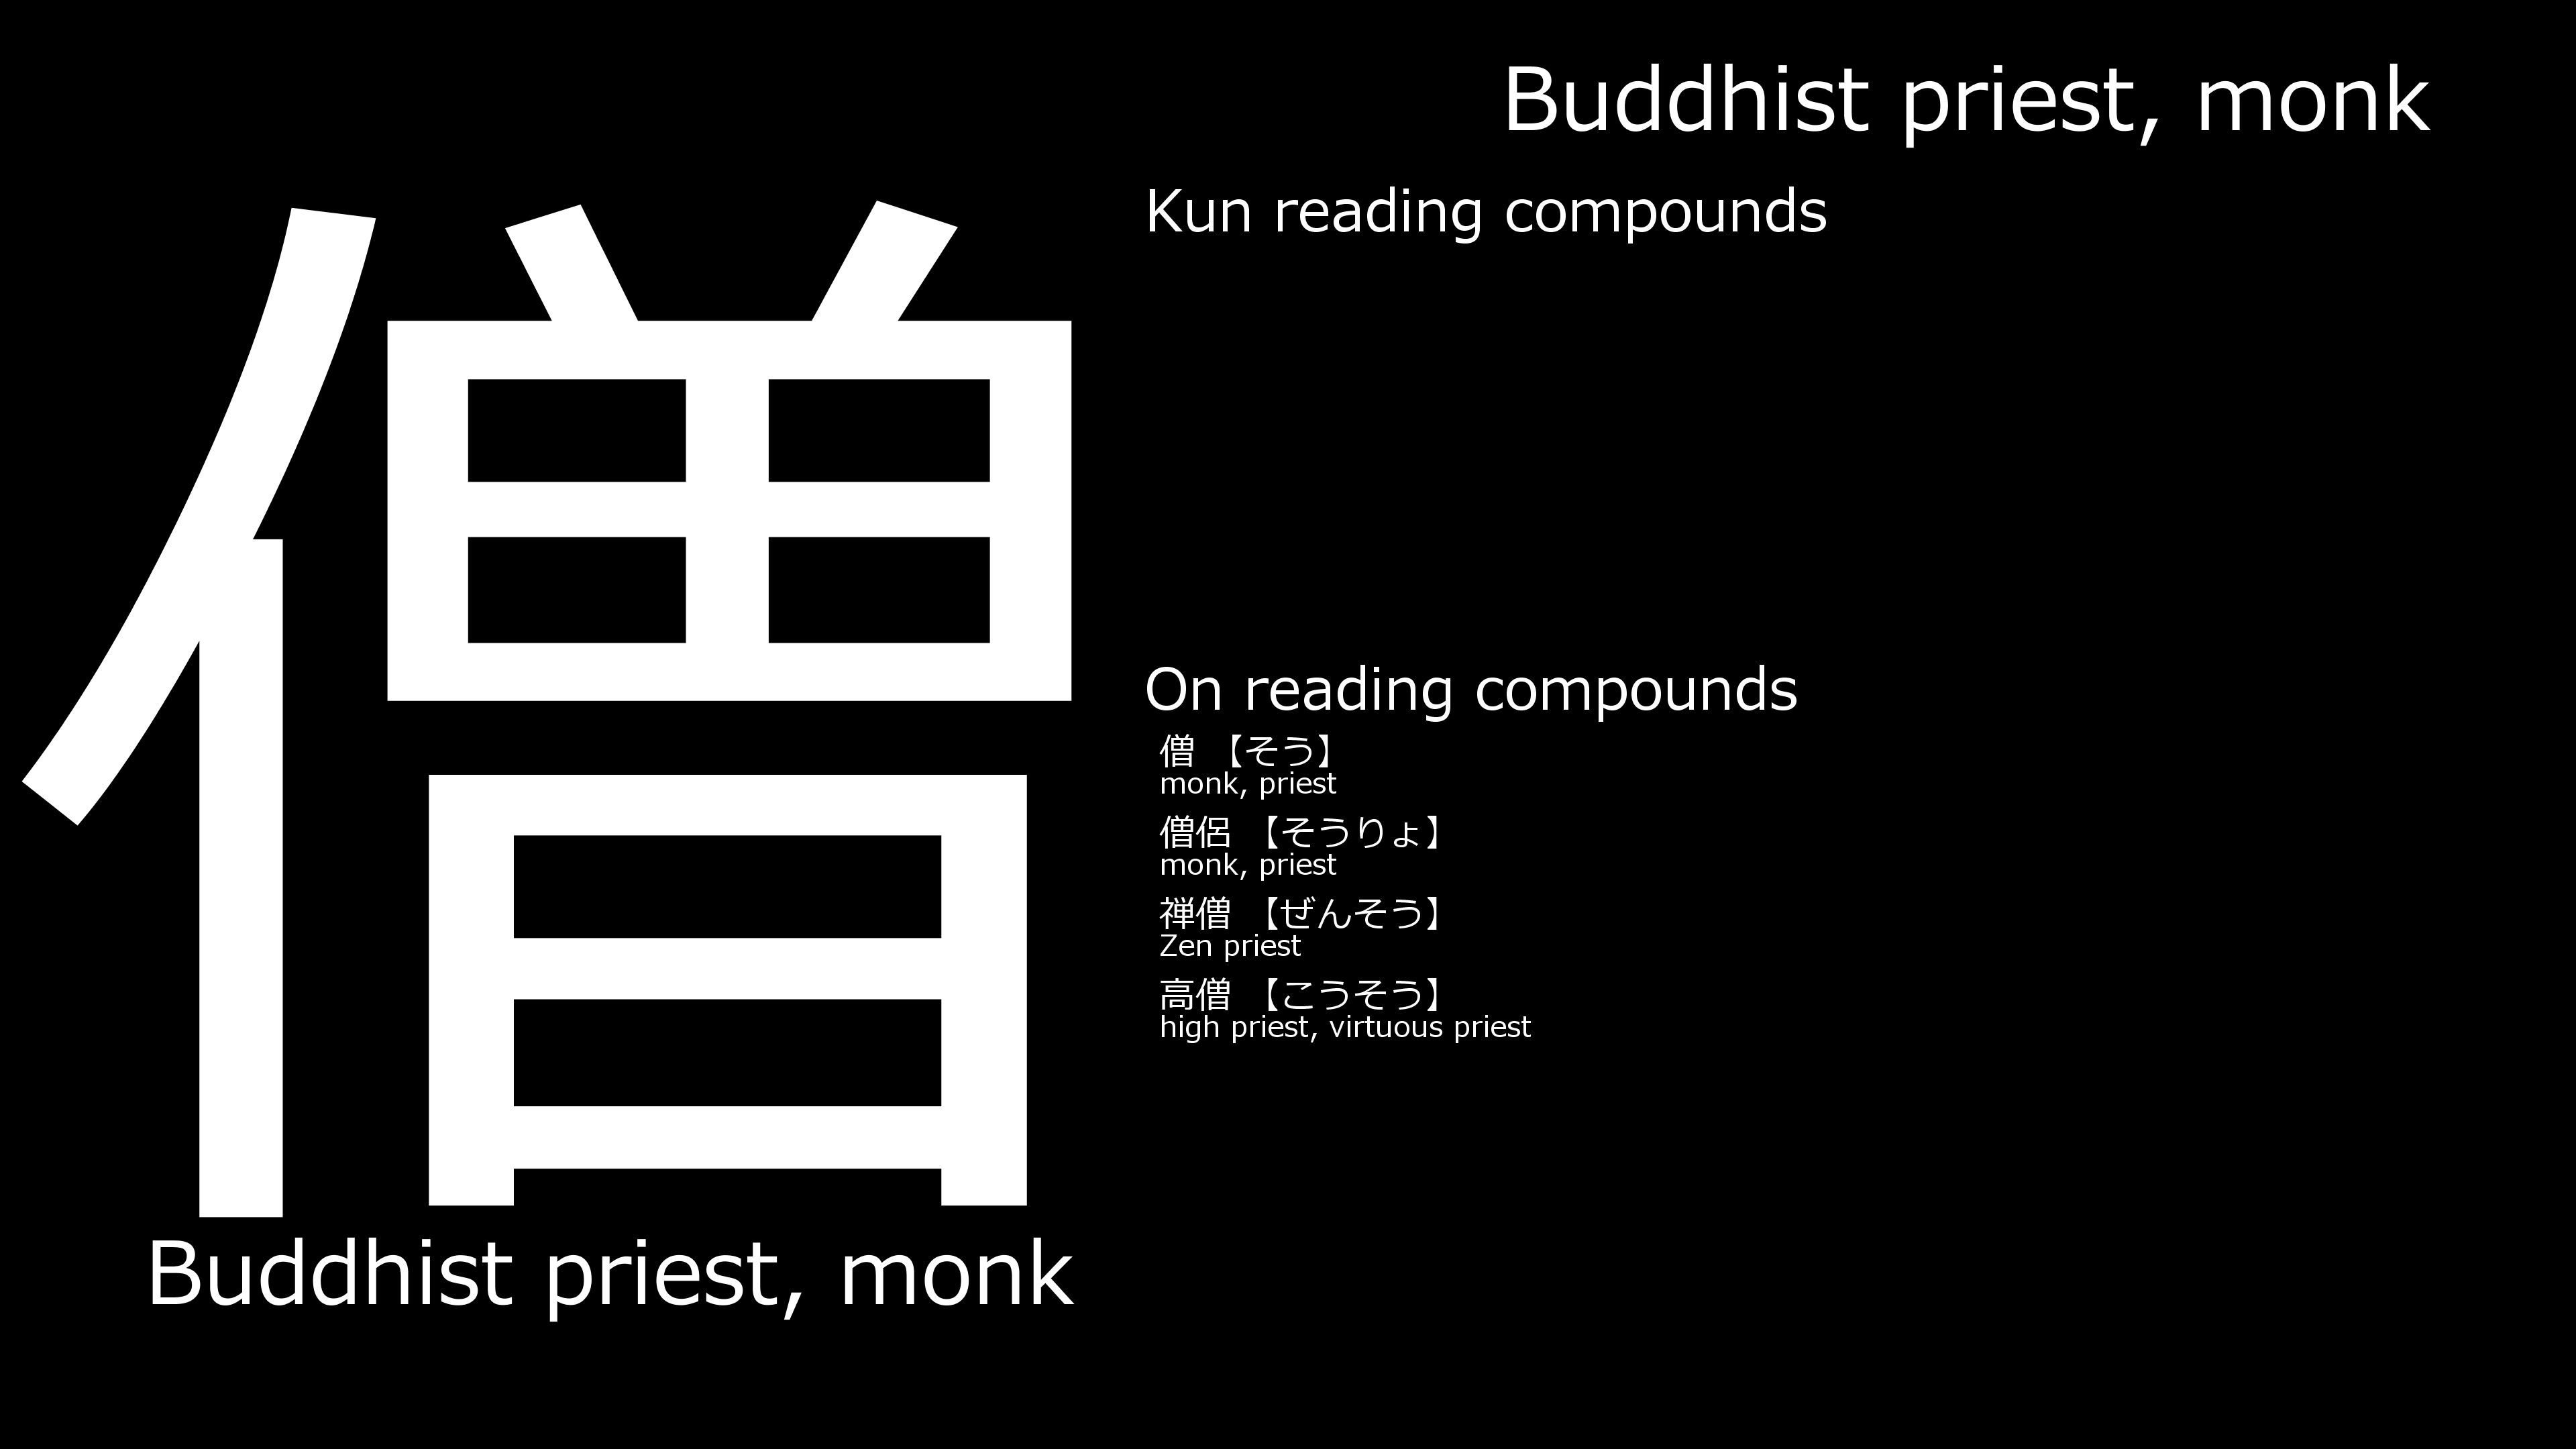 Buddhist priest, monk
Kun reading compounds
僧
On reading compounds
僧 【そう】
monk, priest
僧侶 【そうりょ】
monk, priest
禅僧 【ぜんそう】
Zen priest
高僧 【こうそう】
high priest, virtuous priest
Buddhist priest, monk